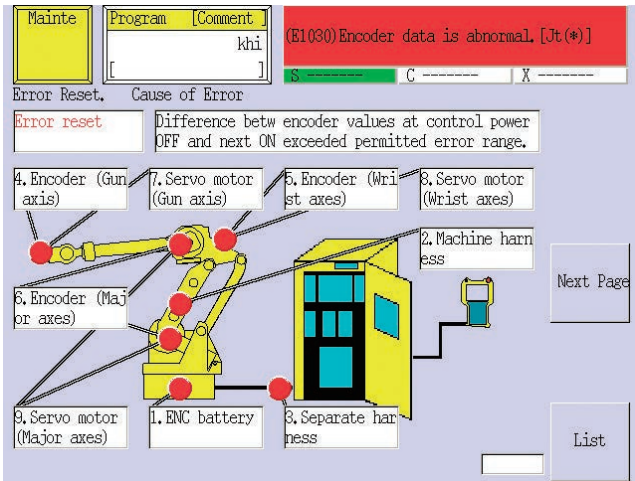 Mainte
Program [Comment ]
khi
[ ]
(E1030)Encoder data is abnormal.[Jt(*)]
S -------
C -------
X -------
Error Reset.
Cause of Error
Error reset
Difference betw encoder values at control power
OFF and next ON exceeded permitted error range.
4.Encoder (Gun
axis)
7.Servo motor
(Gun axis)
5.Encoder (Wri
st axes)
8.Servo motor
(Wrist axes)
2.Machine harn
ess
Next Page
6.Encoder (Maj
or axes)
9.Servo motor
(Major axes)
1.ENC battery
3.Separate har
ness
List